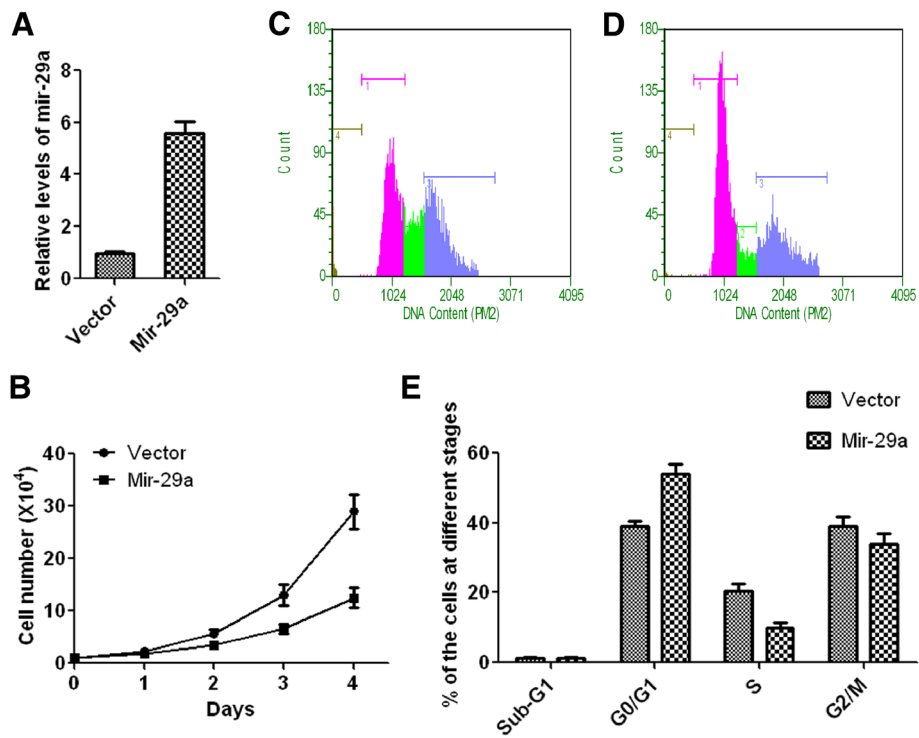 A
Relative levels of mir-29a
8
6
4
2
0
Vector
Mir-29a
C
Count
180
135
90
45
0
1
4
3
0
1024
2048
3071
4095
DNA Content (PM2)
D
Count
180
135
90
45
0
1
4
2
3
0
1024
2048
3071
4095
DNA Content (PM2)
B
Vector
Mir-29a
Cell number (X10⁴)
40
30
20
10
0
0
1
2
3
4
Days
E
Vector
Mir-29a
% of the cells at different stages
60
40
20
0
Sub-G1
G0/G1
S
G2/M